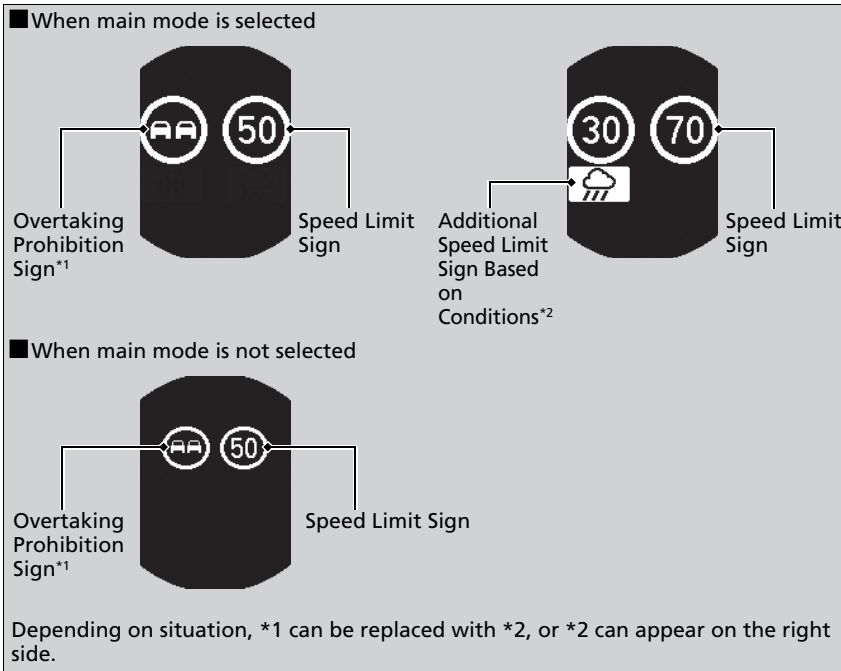 ■When main mode is selected
50
30 70
Overtaking
Prohibition
Sign*1
Speed Limit
Sign
Additional
Speed Limit
Sign Based
on
Conditions*2
Speed Limit
Sign
■When main mode is not selected
50
Overtaking
Prohibition
Sign*1
Speed Limit Sign
Depending on situation, *1 can be replaced with *2, or *2 can appear on the right
side.